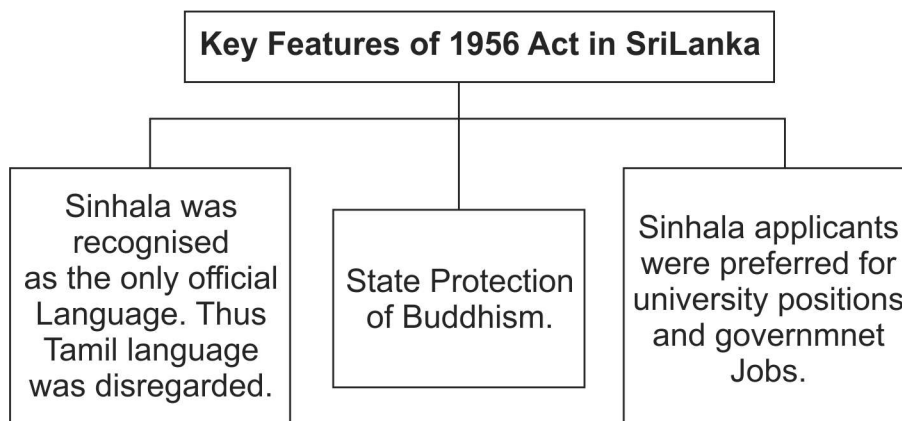 Key Features of 1956 Act in SriLanka
Sinhala was
recognised
as the only official
Language. Thus
Tamil language
was disregarded.
State Protection
of Buddhism.
Sinhala applicants
were preferred for
university positions
and governmnet
Jobs.